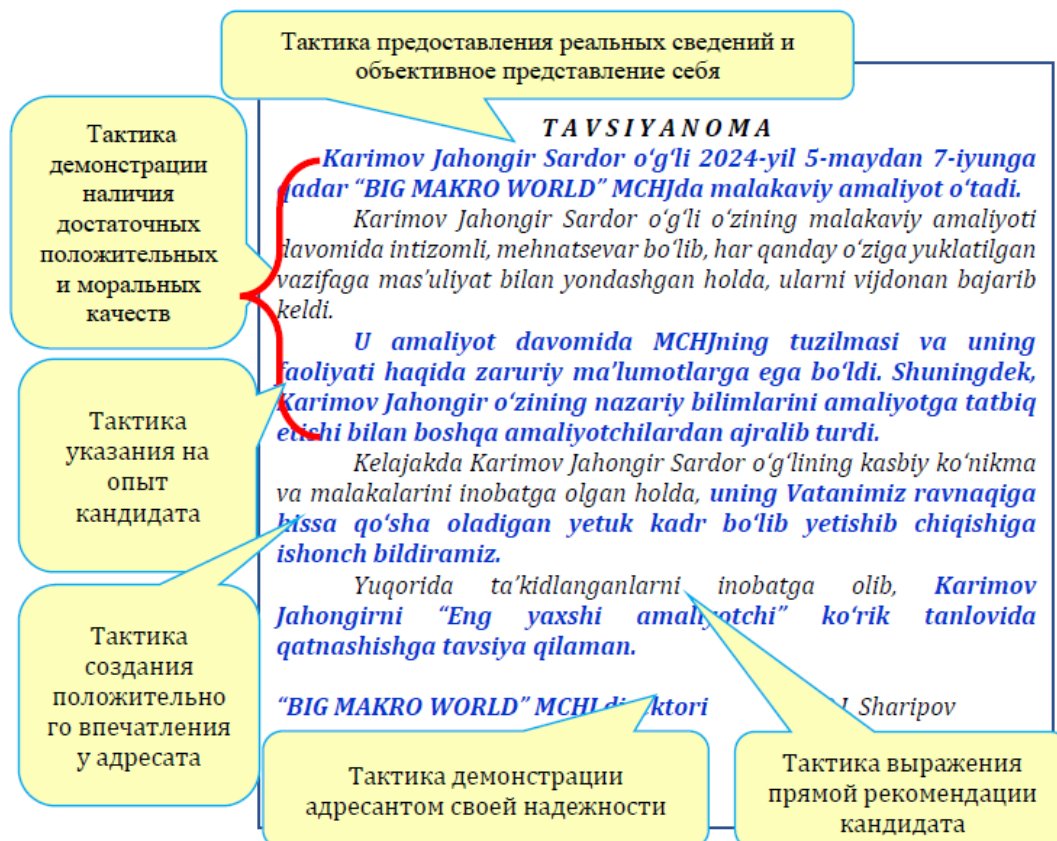 Тактика предоставления реальных сведений и
объективное представление себя
Тактика
демонстрации
наличия
достаточных
положительных
и моральных
качеств
Тактика
указания на
опыт
кандидата
Тактика
создания
положительно
го впечатления
у адресата
T A V S I Y A N O M A
Karimov Jahongir Sardor o‘g‘li 2024-yil 5-maydan 7-iyunga
qadar “BIG MAKRO WORLD” MCHJda malakaviy amaliyot o‘tadi.
Karimov Jahongir Sardor o‘g‘li o‘zining malakaviy amaliyoti
davomida intizomli, mehnatsevar bo‘lib, har qanday o‘ziga yuklatilgan
vazifaga mas’uliyat bilan yondashgan holda, ularni vijdonan bajarib
keldi.
U amaliyot davomida MCHJning tuzilmasi va uning
faoliyati haqida zaruriy ma’lumotlarga ega bo‘ldi. Shuningdek,
Karimov Jahongir o‘zining nazariy bilimlarini amaliyotga tatbiq
etishi bilan boshqa amaliyotchilardan ajralib turdi.
Kelajakda Karimov Jahongir Sardor o‘g‘lining kasbiy ko‘nikma
va malakalarini inobatga olgan holda, uning Vatanimiz ravnaqiga
hissa qo‘sha oladigan yetuk kadr bo‘lib yetishib chiqishiga
ishonch bildiramiz.
Yuqorida ta’kidlanganlarni inobatga olib, Karimov
Jahongirni “Eng yaxshi amaliyotchi” ko‘rik tanlovida
qatnashishga tavsiya qilaman.
“BIG MAKRO WORLD” MCHJ direktori Sharipov
Тактика демонстрации
адресантом своей надежности
Тактика выражения
прямой рекомендации
кандидата